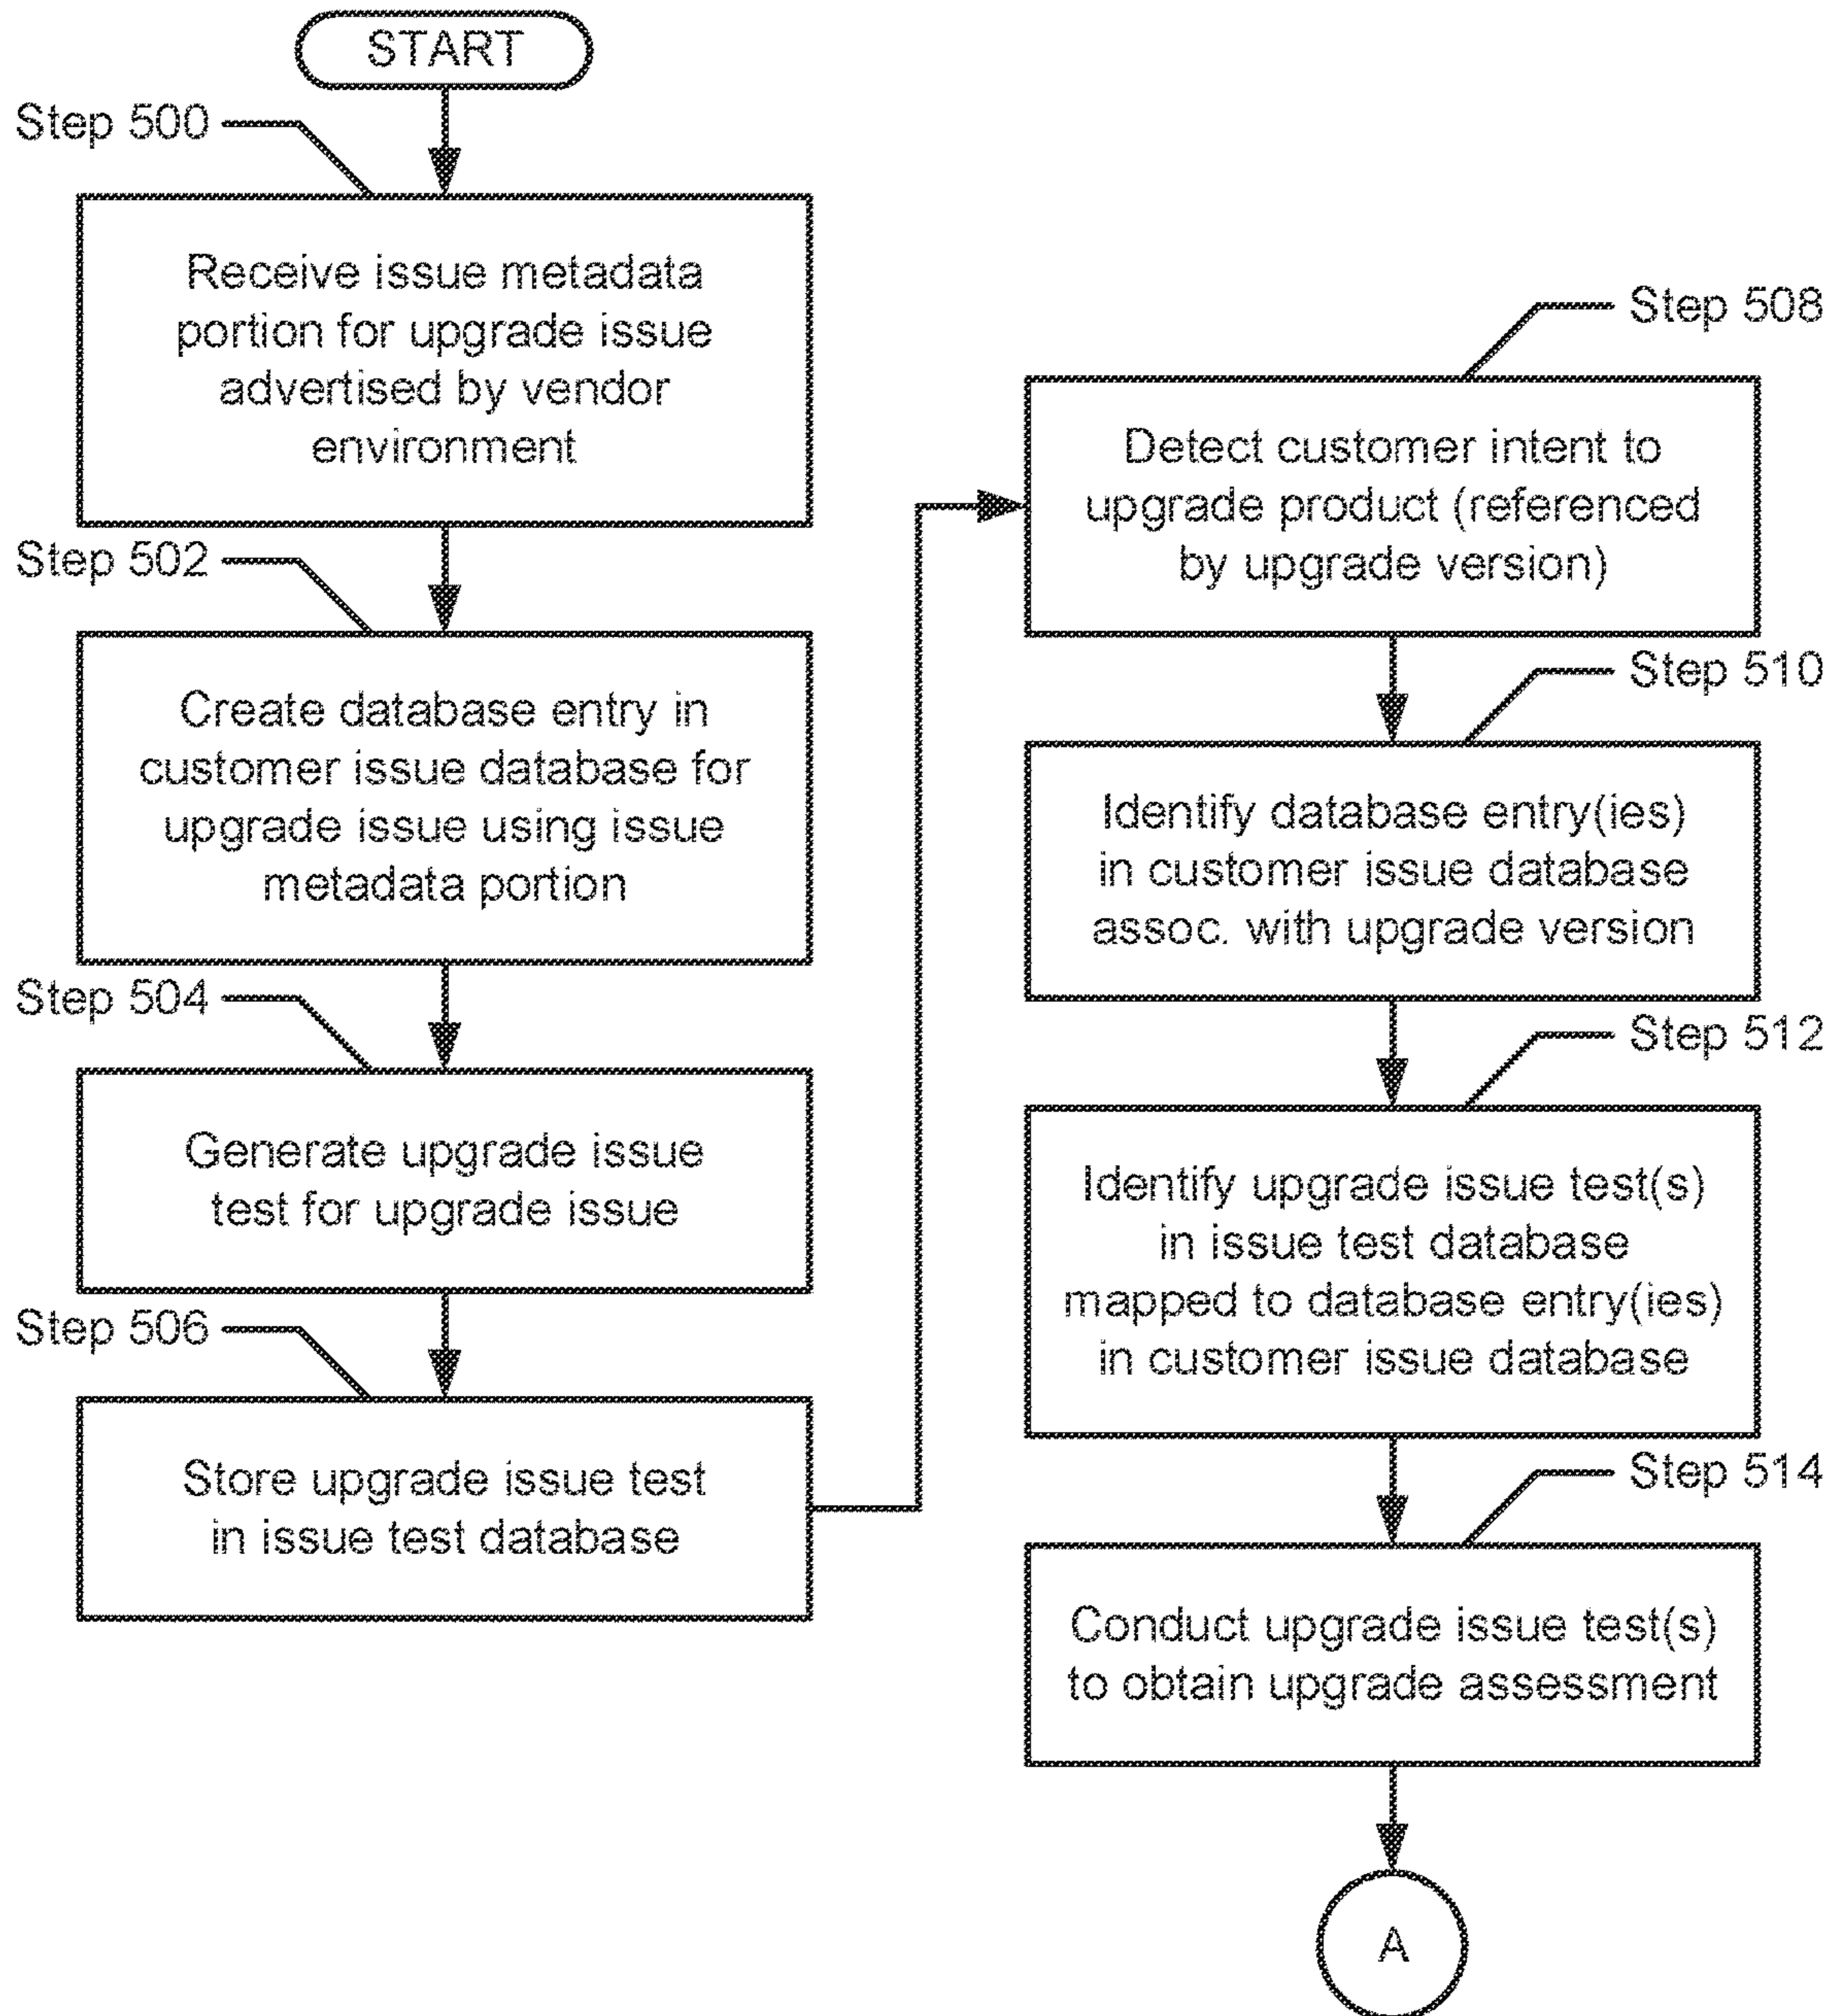 START
Step 500
Receive issue metadata
portion for upgrade issue
advertised by vendor
environment
Step 502
Create database entry in
customer issue database for
upgrade issue using issue
metadata portion
Step 504
Generate upgrade issue
test for upgrade issue
Step 506
Store upgrade issue test
in issue test database
Step 508
Detect customer intent to
upgrade product (referenced
by upgrade version)
Step 510
Identify database entry(ies)
in customer issue database
assoc. with upgrade version
Step 512
Identify upgrade issue test(s)
in issue test database
mapped to database entry(ies)
in customer issue database
Step 514
Conduct upgrade issue test(s)
to obtain upgrade assessment
A